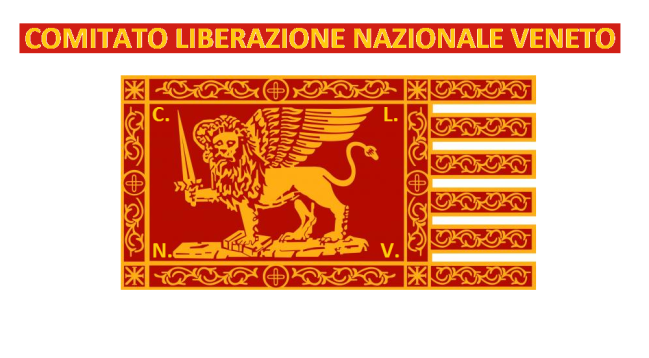 COMITATO LIBERAZIONE NAZIONALE VENETO
C. L.
N. V.